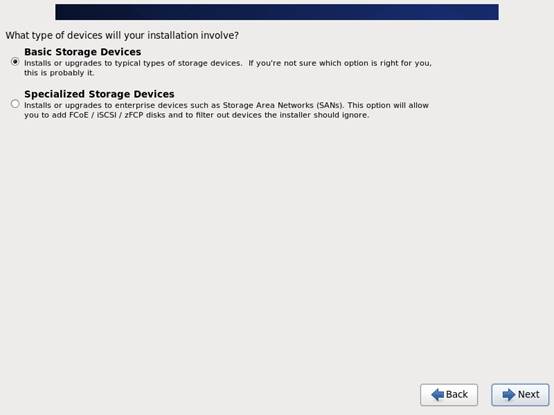 What type of devices will your installation involve?
Basic Storage Devices
Installs or upgrades to typical types of storage devices.  If you're not sure which option is right for you,
this is probably it.
Specialized Storage Devices
Installs or upgrades to enterprise devices such as Storage Area Networks (SANs). This option will allow
you to add FCoE / iSCSI / zFCP disks and to filter out devices the installer should ignore.
Back
Next